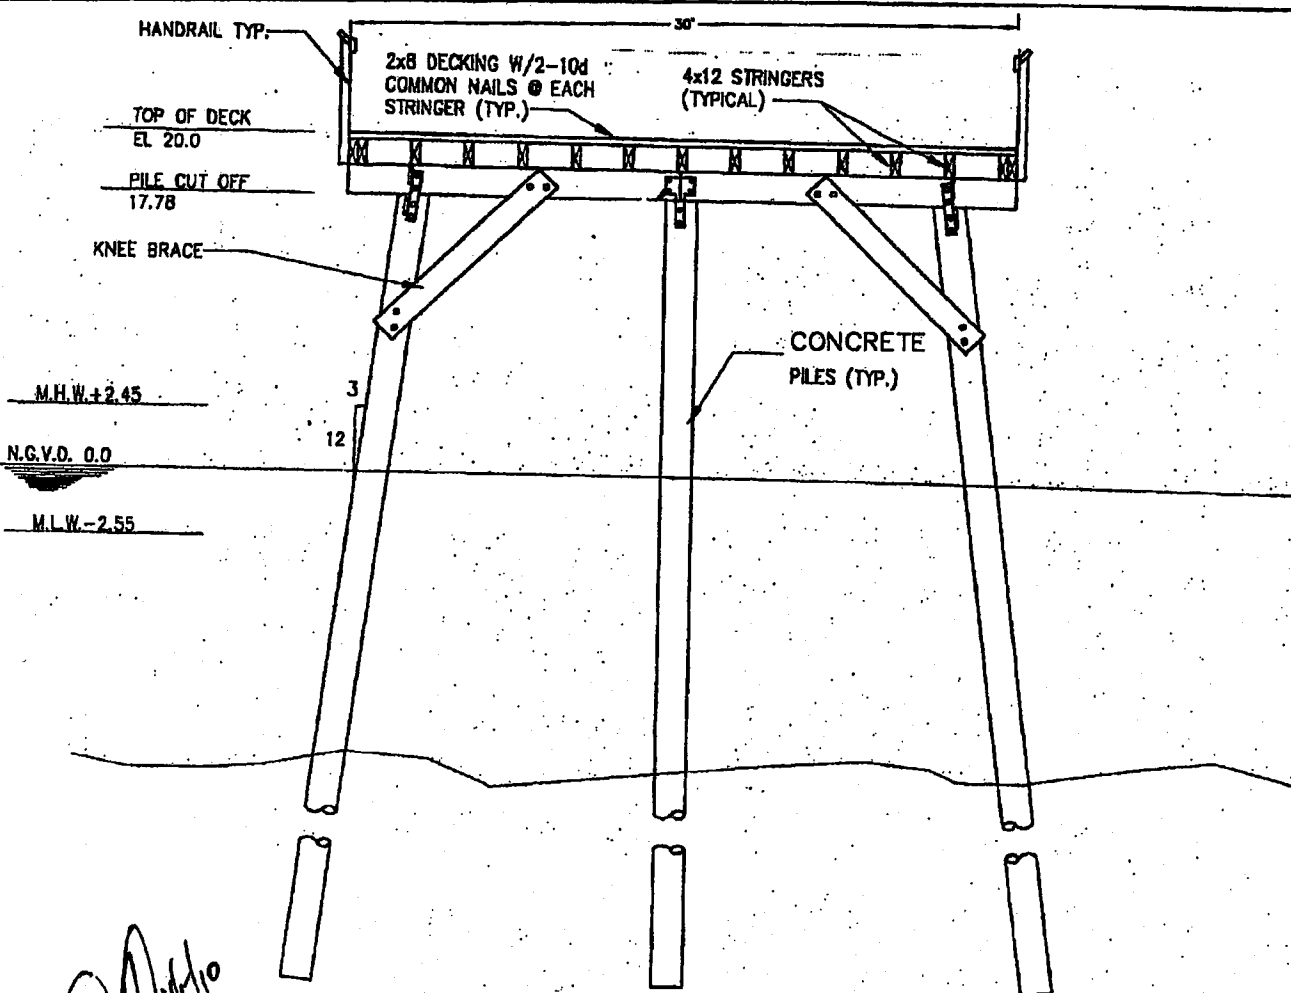 30'
HANDRAIL TYP.
2x8 DECKING W/2-10d
COMMON NAILS @ EACH
STRINGER (TYP.)
4x12 STRINGERS
(TYPICAL)
TOP OF DECK
EL 20.0
PILE CUT OFF
17.78
KNEE BRACE
CONCRETE
PILES (TYP.)
M.H.W.+2.45
3
12
N.G.V.D. 0.0
M.L.W.-2.55